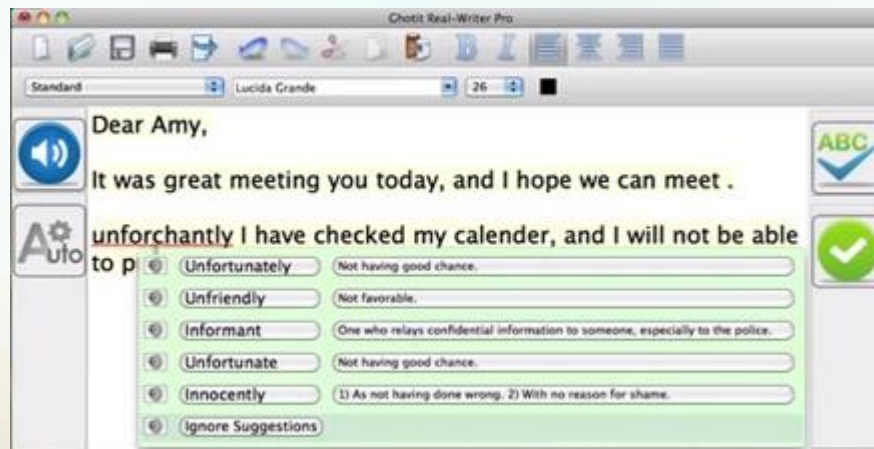 Chotit Real-Writer Pro
Standard Lucida Grande 26
Dear Amy,
It was great meeting you today, and I hope we can meet .
unforchantly I have checked my calender, and I will not be able
to p
Unfortunately Not having good chance.
Unfriendly Not favorable.
Informant One who relays confidential information to someone, especially to the police.
Unfortunate Not having good chance.
Innocently 1) As not having done wrong. 2) With no reason for shame.
Ignore Suggestions
ABC
Auto